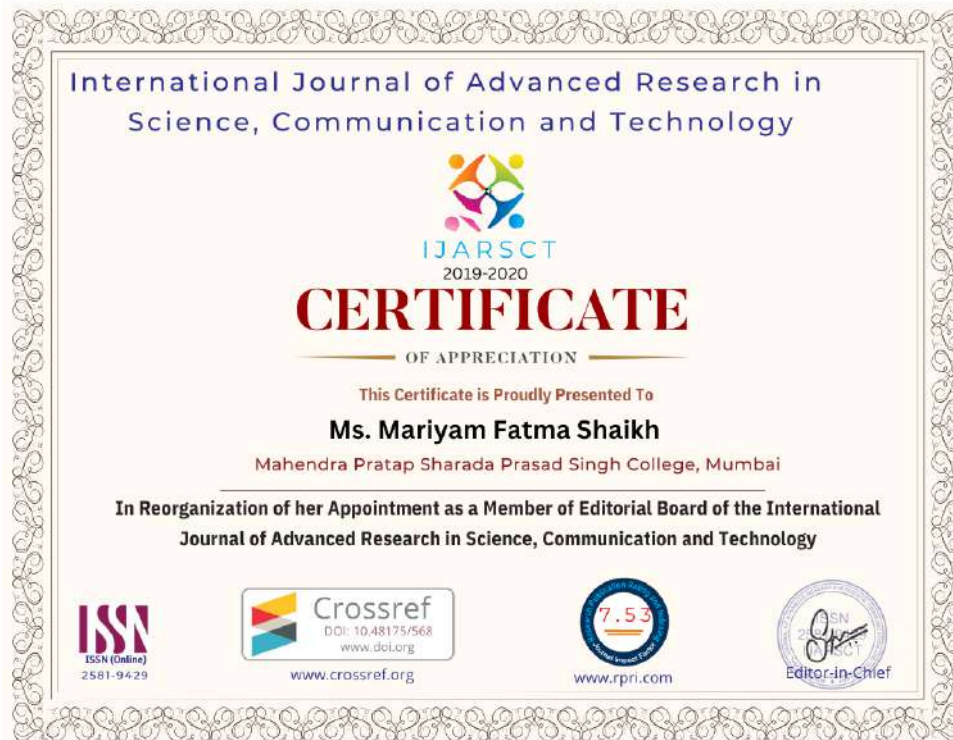 International Journal of Advanced Research in
Science, Communication and Technology
IJARSCT
2019-2020
CERTIFICATE
OF APPRECIATION
This Certificate is Proudly Presented To
Ms. Mariyam Fatma Shaikh
Mahendra Pratap Sharada Prasad Singh College, Mumbai
In Reorganization of her Appointment as a Member of Editorial Board of the International
Journal of Advanced Research in Science, Communication and Technology
ISSN
ISSN (Online)
2581-9429
Crossref
DOI: 10.48175/568
www.doi.org
www.crossref.org
7.53
Journal Impact Factor
www.rpri.com
ISSN
Editor-in-Chief